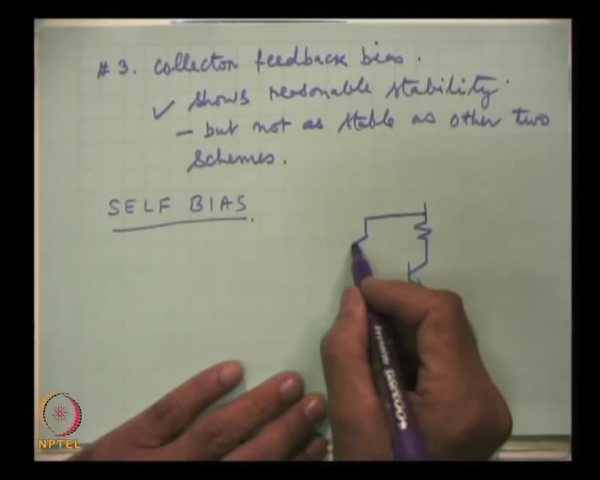 # 3. Collector feedback bias.
✓ shows reasonable stability.
- but not as stable as other two
schemes.
SELF BIAS.
NPTEL